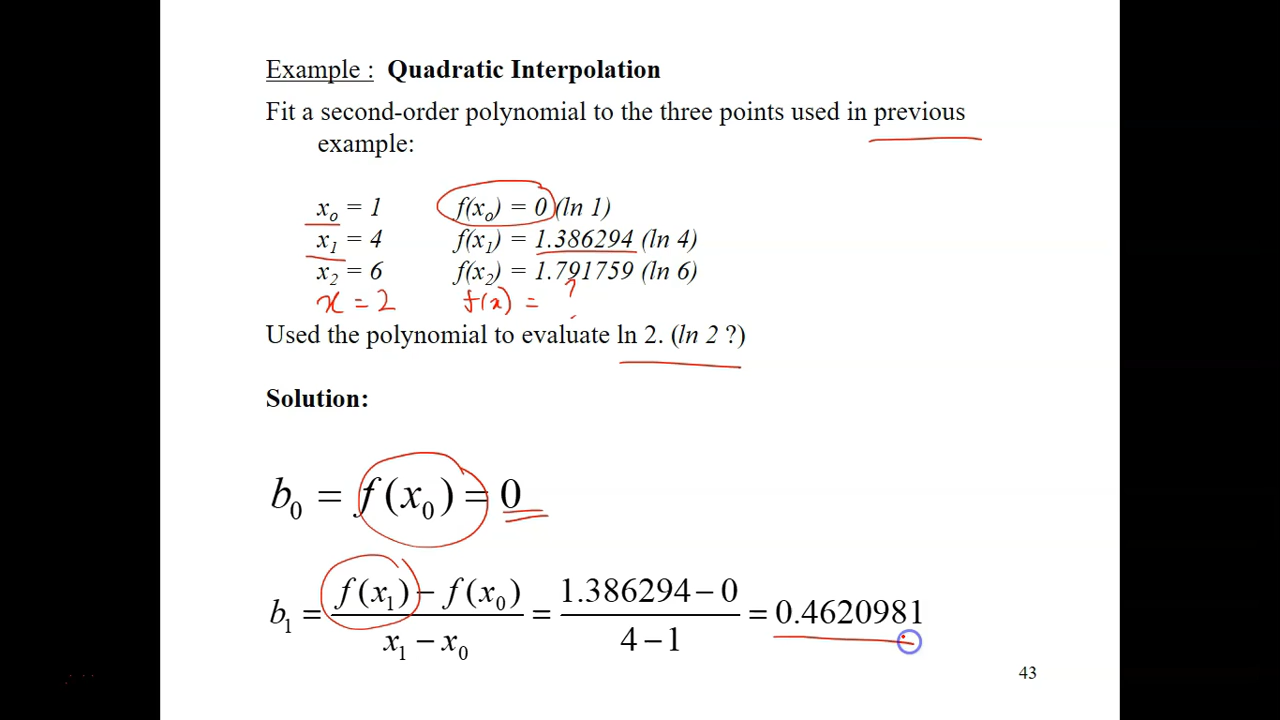 Example : Quadratic Interpolation
Fit a second-order polynomial to the three points used in previous
example:
x₀ = 1 f(x₀) = 0 (ln 1)
x₁ = 4 f(x₁) = 1.386294 (ln 4)
x₂ = 6 f(x₂) = 1.791759 (ln 6)
x = 2 f(x) = ?
Used the polynomial to evaluate ln 2. (ln 2 ?)
Solution:
b₀ = f(x₀) = 0
b₁ = (f(x₁) − f(x₀)) / (x₁ − x₀) = (1.386294 − 0) / (4 − 1) = 0.4620981
43